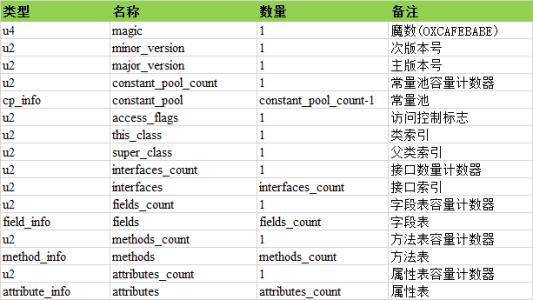 类型 名称 数量 备注
u4 magic 1 魔数(OXCAFEBABE)
u2 minor_version 1 次版本号
u2 major_version 1 主版本号
u2 constant_pool_count 1 常量池容量计数器
cp_info constant_pool constant_pool_count-1 常量池
u2 access_flags 1 访问控制标志
u2 this_class 1 类索引
u2 super_class 1 父类索引
u2 interfaces_count 1 接口数量计数器
u2 interfaces interfaces_count 接口索引
u2 fields_count 1 字段表容量计数器
field_info fields fields_count 字段表
u2 methods_count 1 方法表容量计数器
method_info methods methods_count 方法表
u2 attributes_count 1 属性表容量计数器
attribute_info attributes attributes_count 属性表